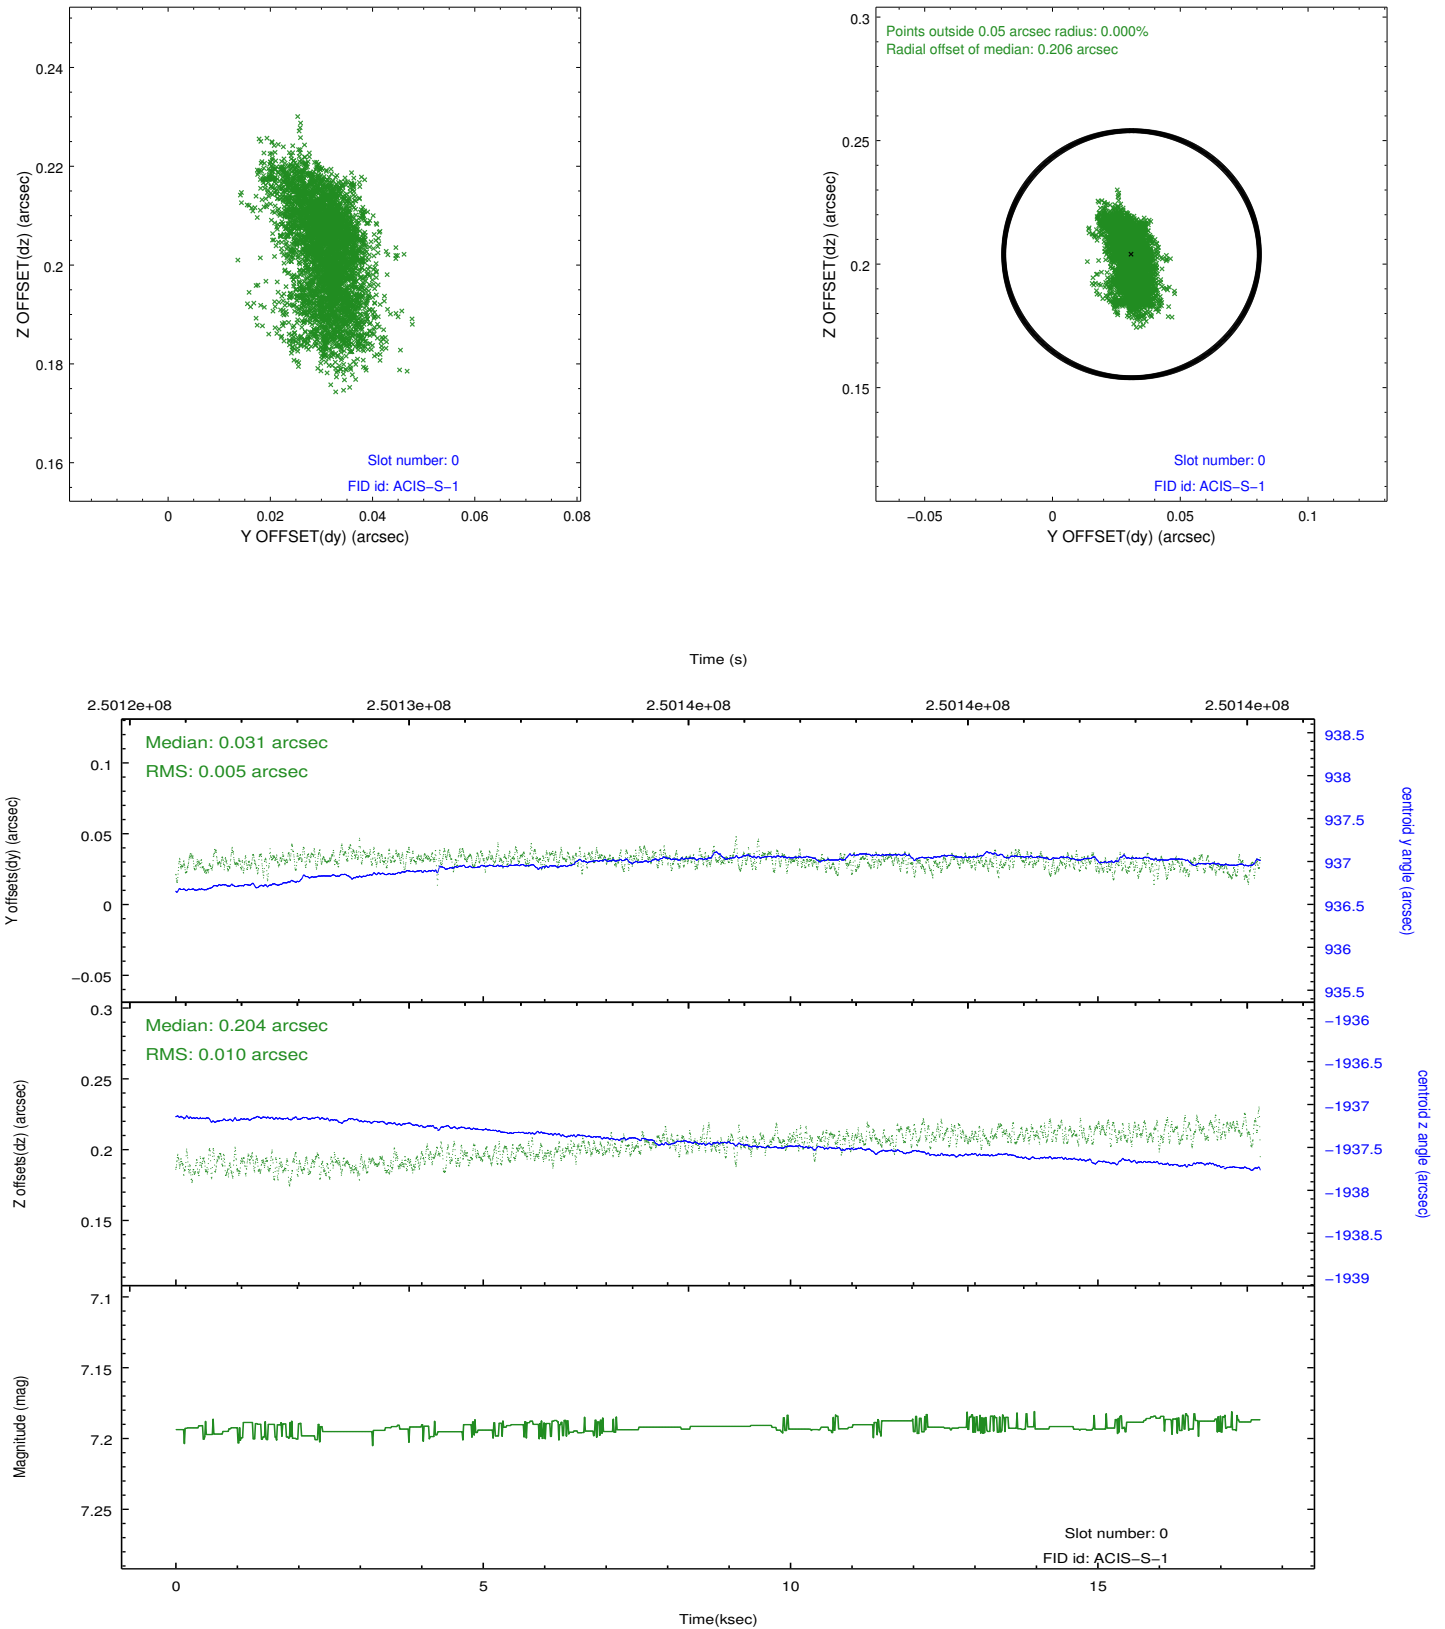 0.24
0.22
0.2
0.18
0.16
Z OFFSET(dz) (arcsec)
Slot number: 0
FID id: ACIS−S−1
0 0.02 0.04 0.06 0.08
Y OFFSET(dy) (arcsec)
Points outside 0.05 arcsec radius: 0.000%
Radial offset of median: 0.206 arcsec
0.3
0.25
0.2
0.15
Z OFFSET(dz) (arcsec)
Slot number: 0
FID id: ACIS−S−1
−0.05 0 0.05 0.1
Y OFFSET(dy) (arcsec)
Time (s)
2.5012e+08 2.5013e+08 2.5014e+08 2.5014e+08 2.5014e+08
Median: 0.031 arcsec
RMS: 0.005 arcsec
0.1
0.05
0
−0.05
Y offsets(dy) (arcsec)
938.5
938
937.5
937
936.5
936
935.5
centroid y angle (arcsec)
Median: 0.204 arcsec
RMS: 0.010 arcsec
0.3
0.25
0.2
0.15
Z offsets(dz) (arcsec)
−1936
−1936.5
−1937
−1937.5
−1938
−1938.5
−1939
centroid z angle (arcsec)
7.1
7.15
7.2
7.25
Magnitude (mag)
Slot number: 0
FID id: ACIS−S−1
0 5 10 15
Time(ksec)